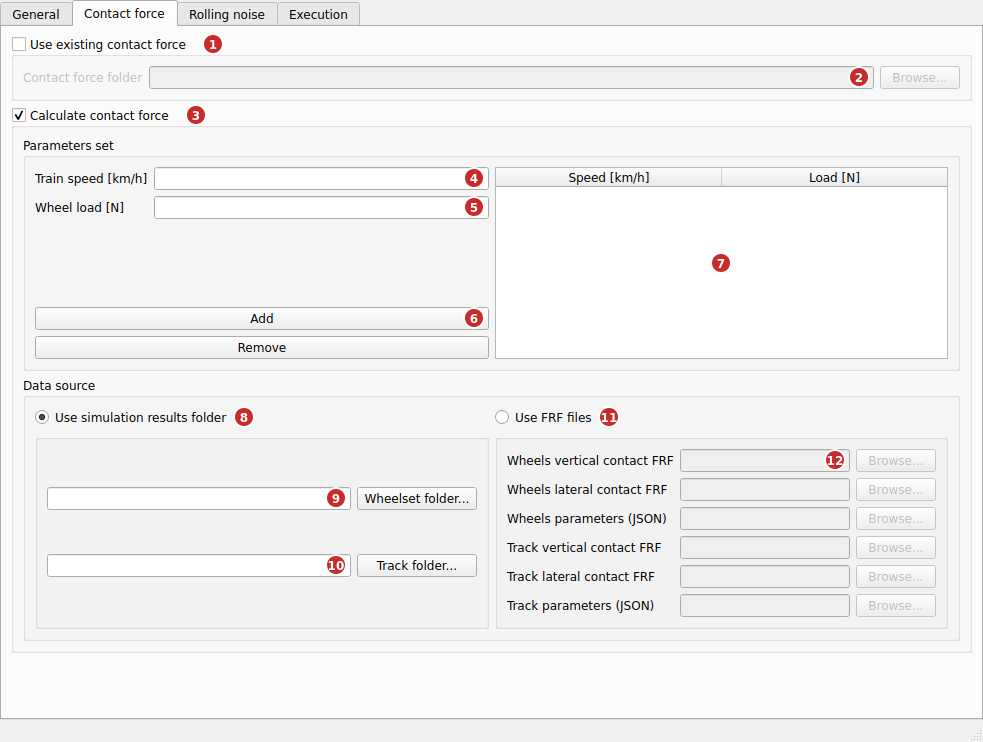 General Contact force Rolling noise Execution
Use existing contact force 1
Contact force folder 2 Browse...
Calculate contact force 3
Parameters set
Train speed [km/h] 4 Speed [km/h] Load [N]
Wheel load [N] 5
7
Add 6
Remove
Data source
Use simulation results folder 8 Use FRF files 11
Wheels vertical contact FRF 12 Browse...
Wheels lateral contact FRF Browse...
9 Wheelset folder...
Wheels parameters (JSON) Browse...
Track vertical contact FRF Browse...
10 Track folder...
Track lateral contact FRF Browse...
Track parameters (JSON) Browse...